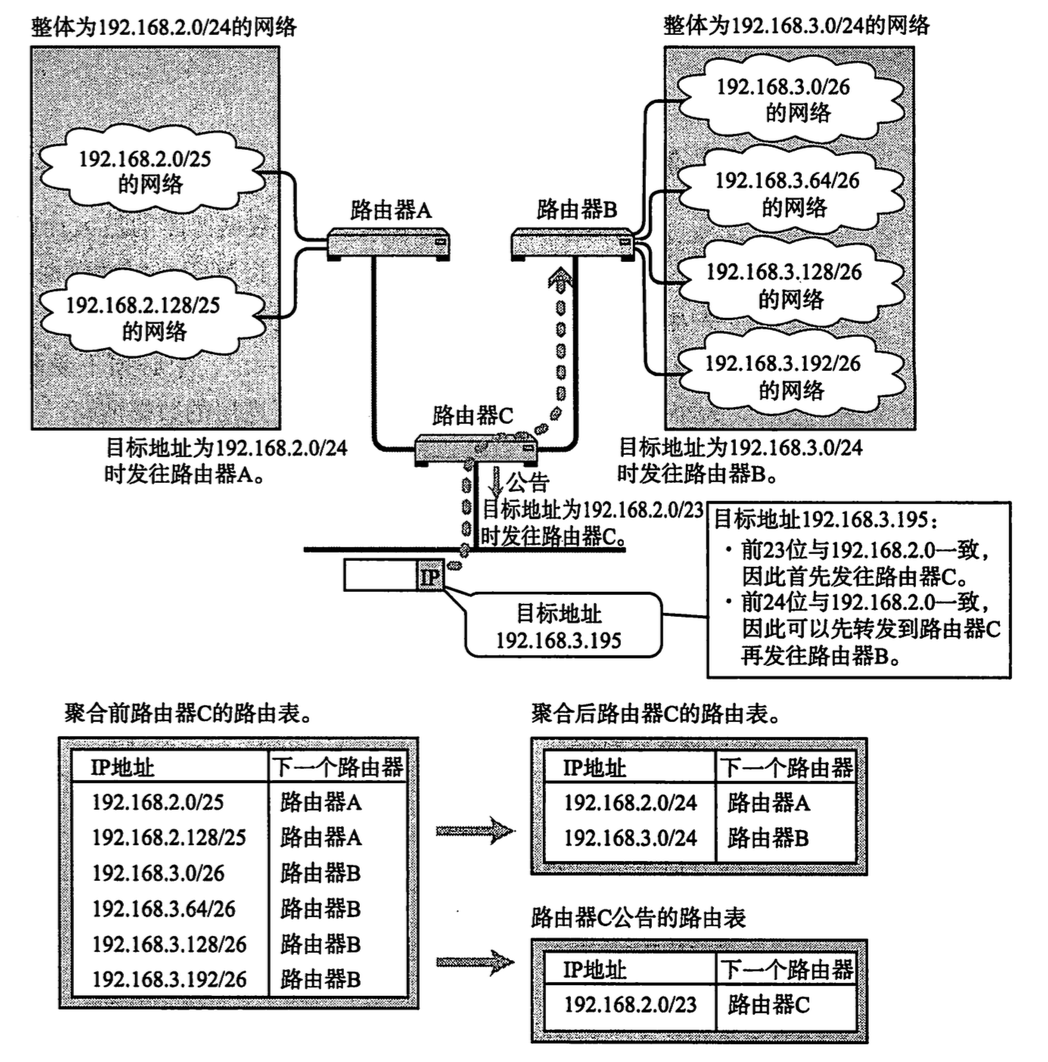 整体为192.168.2.0/24的网络
整体为192.168.3.0/24的网络
192.168.2.0/25
的网络
192.168.2.128/25
的网络
192.168.3.0/26
的网络
192.168.3.64/26
的网络
192.168.3.128/26
的网络
192.168.3.192/26
的网络
路由器A
路由器B
路由器C
目标地址为192.168.2.0/24
时发往路由器A。
目标地址为192.168.3.0/24
时发往路由器B。
公告
目标地址为192.168.2.0/23
时发往路由器C。
IP
目标地址
192.168.3.195
目标地址192.168.3.195:
·前23位与192.168.2.0一致,
因此首先发往路由器C。
·前24位与192.168.2.0一致,
因此可以先转发到路由器C
再发往路由器B。
聚合前路由器C的路由表。
IP地址 下一个路由器
192.168.2.0/25 路由器A
192.168.2.128/25 路由器A
192.168.3.0/26 路由器B
192.168.3.64/26 路由器B
192.168.3.128/26 路由器B
192.168.3.192/26 路由器B
聚合后路由器C的路由表。
IP地址 下一个路由器
192.168.2.0/24 路由器A
192.168.3.0/24 路由器B
路由器C公告的路由表
IP地址 下一个路由器
192.168.2.0/23 路由器C